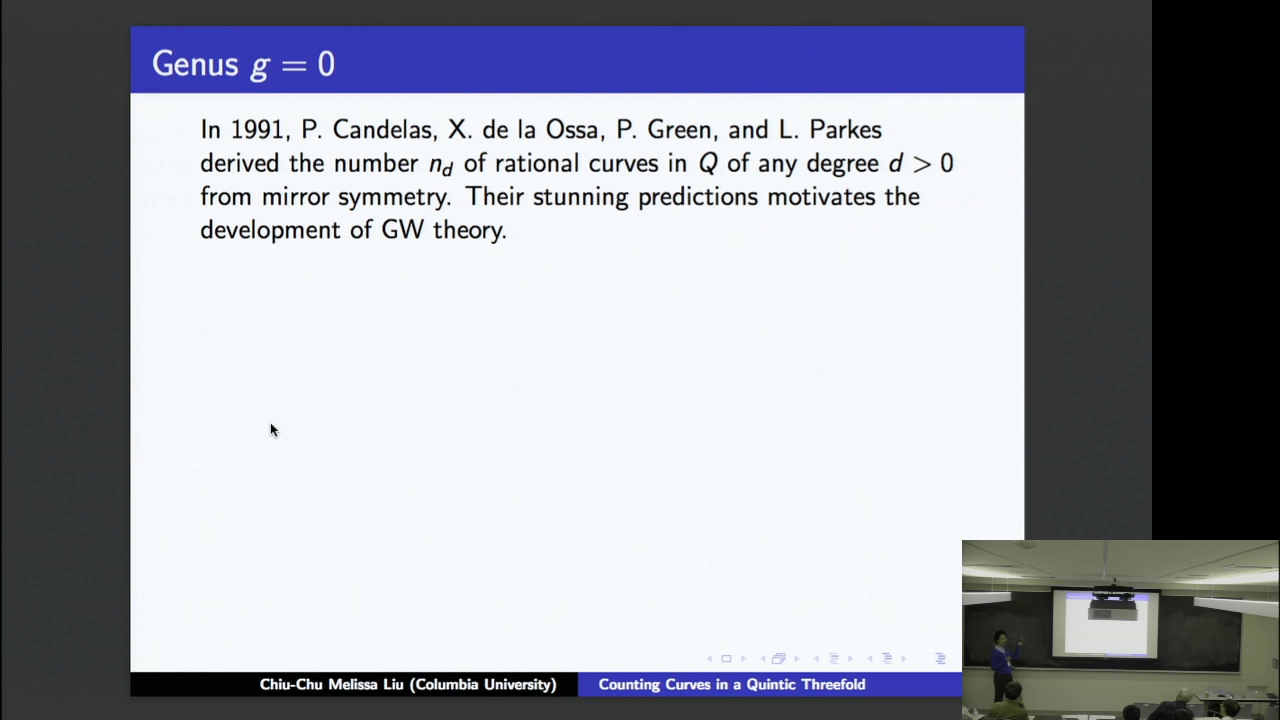 Genus g = 0
In 1991, P. Candelas, X. de la Ossa, P. Green, and L. Parkes
derived the number n_d of rational curves in Q of any degree d > 0
from mirror symmetry. Their stunning predictions motivates the
development of GW theory.
Chiu-Chu Melissa Liu (Columbia University)
Counting Curves in a Quintic Threefold